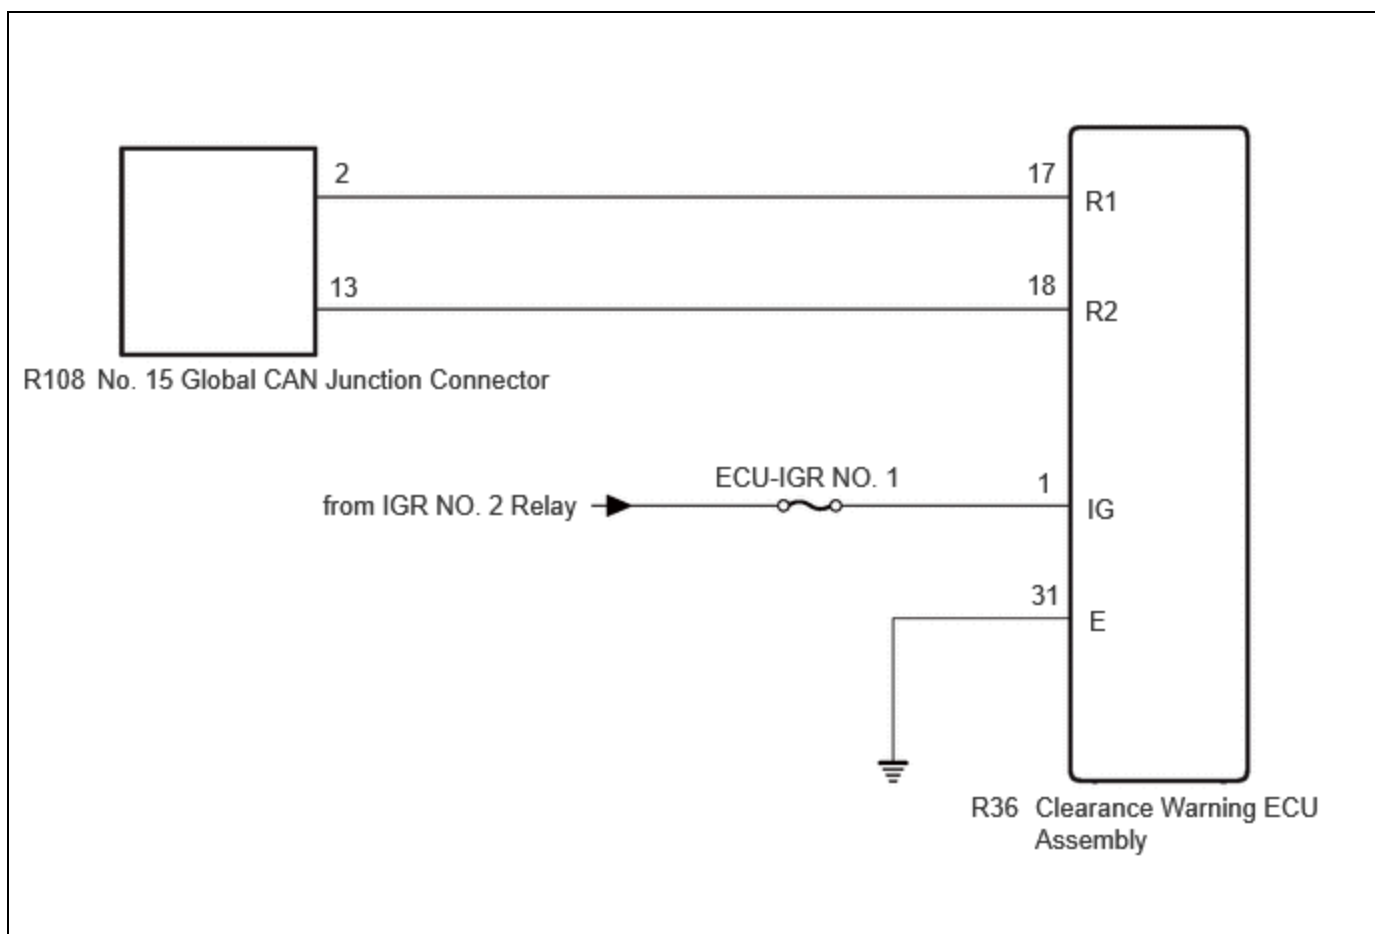 2
17
R1
13
18
R2
R108 No. 15 Global CAN Junction Connector
ECU-IGR NO. 1
1
from IGR NO. 2 Relay
IG
31
E
R36 Clearance Warning ECU
Assembly